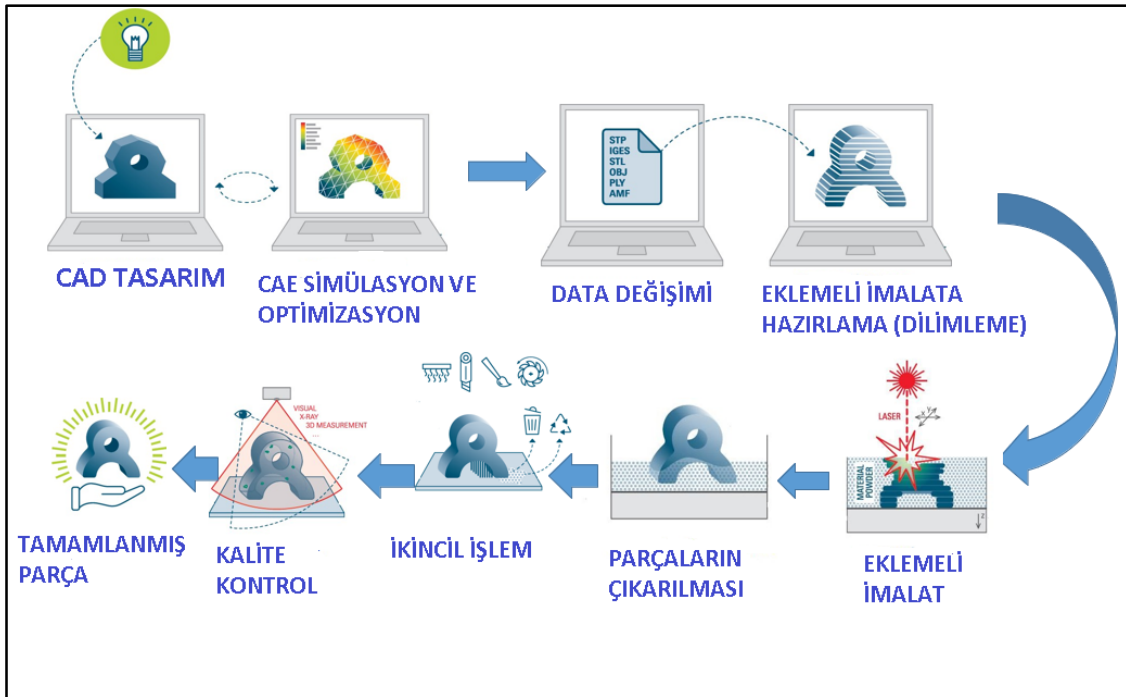 STP
IGES
STL
OBJ
PLY
AMF
CAD TASARIM
CAE SİMÜLASYON VE
OPTİMİZASYON
DATA DEĞİŞİMİ
EKLEMELİ İMALATA
HAZIRLAMA (DİLİMLEME)
VISUAL
X-RAY
3D MEASUREMENT
...
LASER
X
Y
MATERIAL
POWDER
Z
TAMAMLANMIŞ
PARÇA
KALİTE
KONTROL
İKİNCİL İŞLEM
PARÇALARIN
ÇIKARILMASI
EKLEMELİ
İMALAT